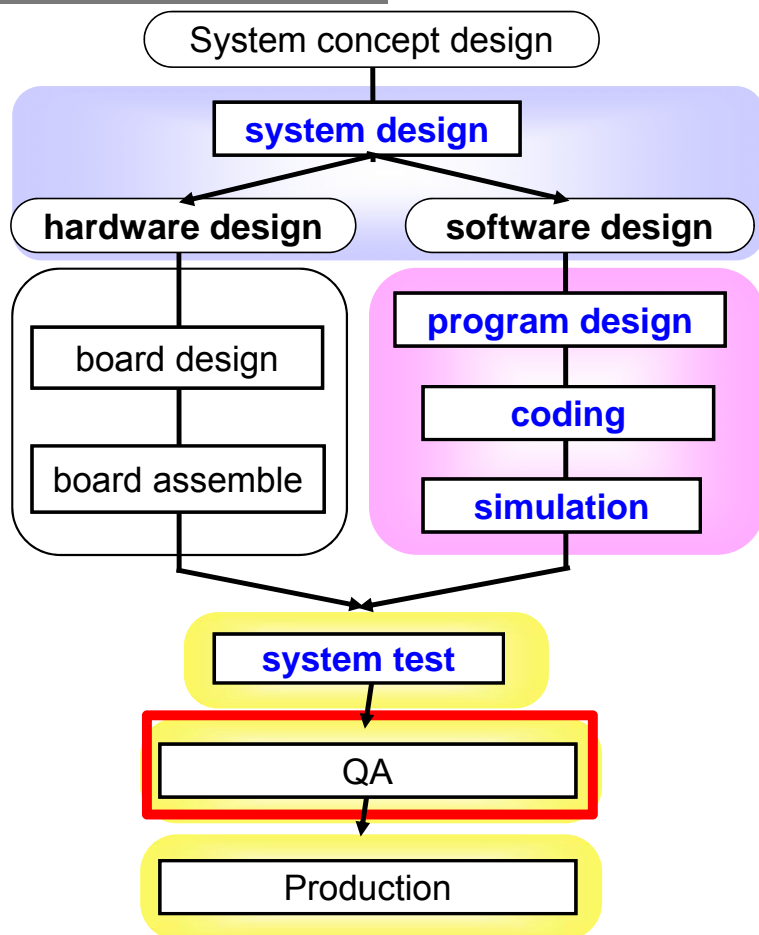 System concept design
system design
hardware design
software design
program design
board design
coding
board assemble
simulation
system test
QA
Production